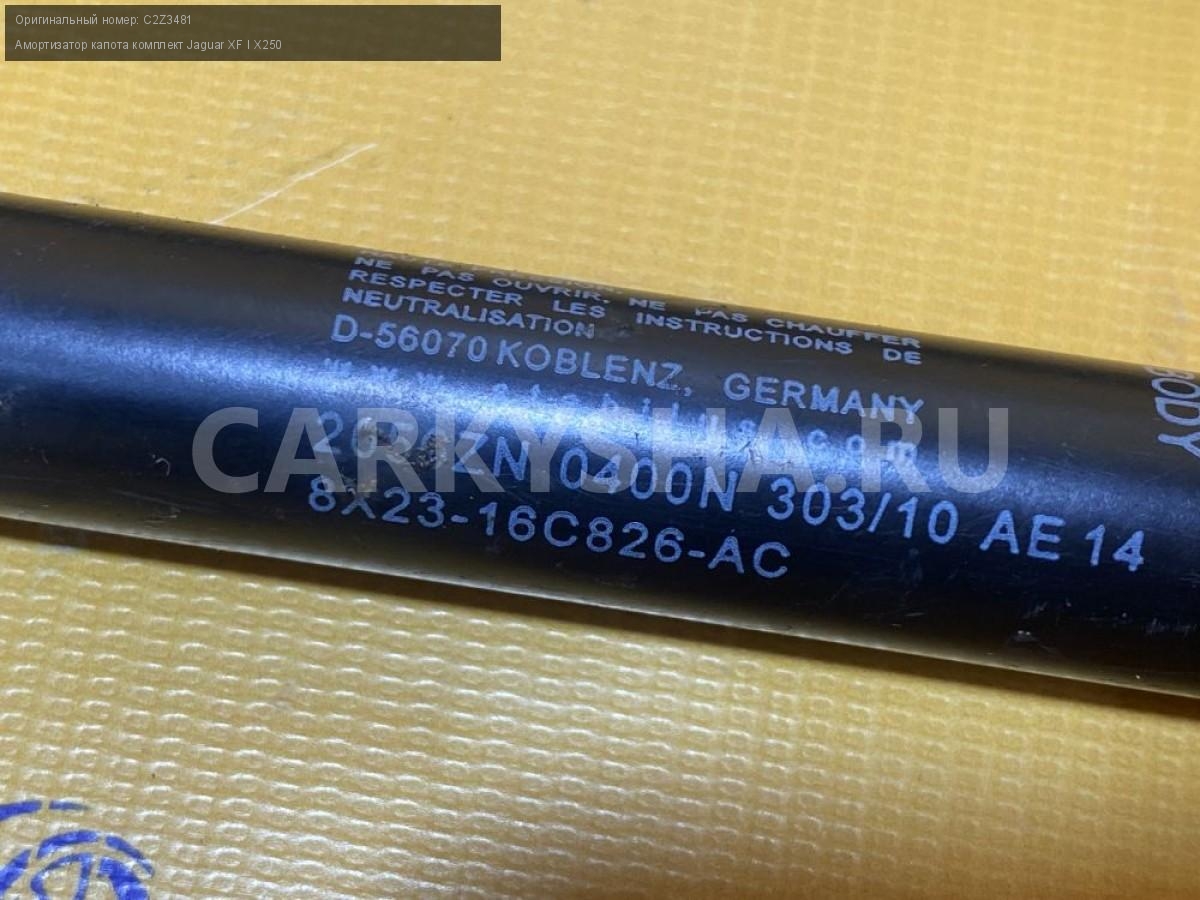 Оригинальный номер: C2Z3481
Амортизатор капота комплект Jaguar XF I X250
NE PAS OUVRIR. NE PAS CHAUFFER
RESPECTER LES INSTRUCTIONS DE
NEUTRALISATION
D-56070 KOBLENZ, GERMANY
0400N 303/10 AE 14
8X23-16C826-AC
BODY
CARKYSHA.RU